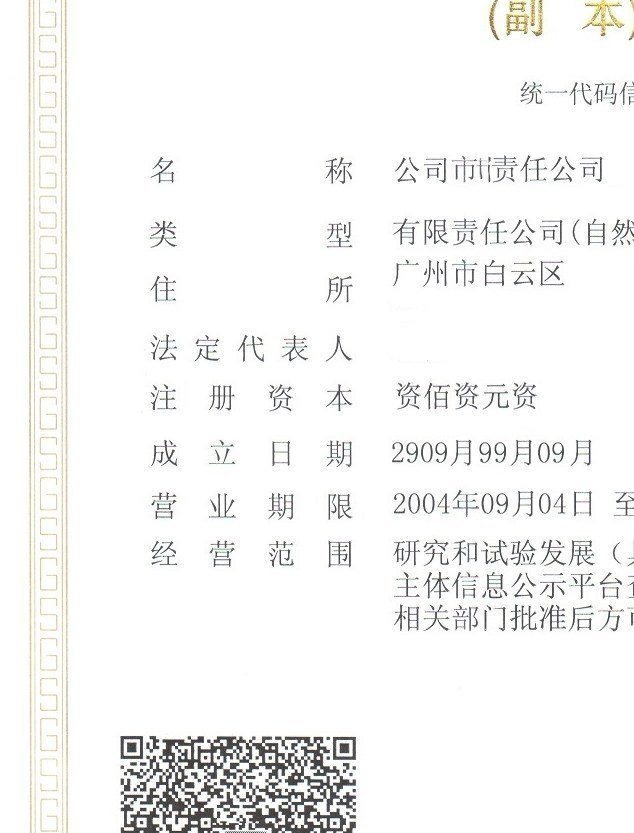 (副 本)
统一代码信
名 称 公司市 责任公司
类 型 有限责任公司(自然
住 所 广州市白云区
法定代表人
注 册 资 本 资佰资元资
成 立 日 期 2909月99月09月
营 业 期 限 2004年09月04日 至
经 营 范 围 研究和试验发展（
主体信息公示平台
相关部门批准后方